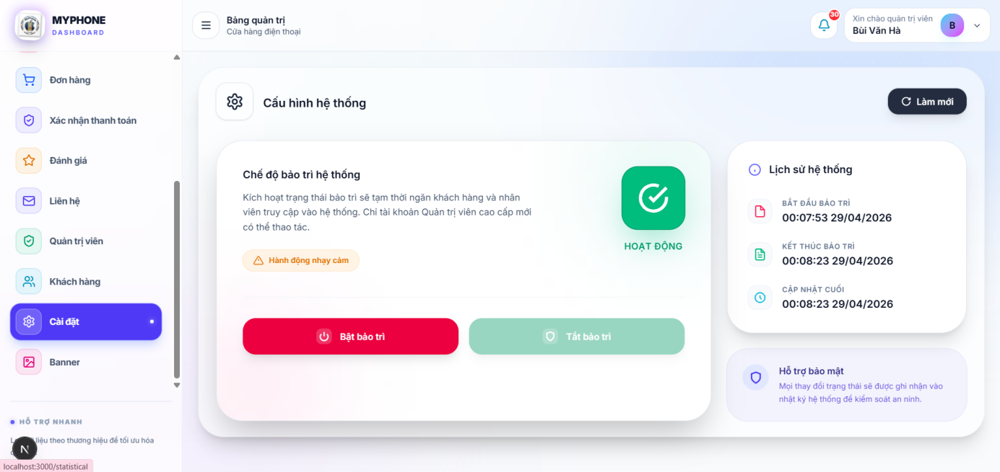 MYPHONE
DASHBOARD
Bảng quản trị
Cửa hàng điện thoại
30
Xin chào quản trị viên
Bùi Văn Hà
B
Đơn hàng
Xác nhận thanh toán
Đánh giá
Liên hệ
Quản trị viên
Khách hàng
Cài đặt
Banner
HỖ TRỢ NHANH
liệu theo thương hiệu để tối ưu hóa
N
localhost:3000/statistical
Cấu hình hệ thống
Làm mới
Chế độ bảo trì hệ thống
Kích hoạt trạng thái bảo trì sẽ tạm thời ngăn khách hàng và nhân
viên truy cập vào hệ thống. Chỉ tài khoản Quản trị viên cao cấp mới
có thể thao tác.
Hành động nhạy cảm
HOẠT ĐỘNG
Bật bảo trì
Tắt bảo trì
Lịch sử hệ thống
BẮT ĐẦU BẢO TRÌ
00:07:53 29/04/2026
KẾT THÚC BẢO TRÌ
00:08:23 29/04/2026
CẬP NHẬT CUỐI
00:08:23 29/04/2026
Hỗ trợ bảo mật
Mọi thay đổi trạng thái sẽ được ghi nhận vào
nhật ký hệ thống để kiểm soát an ninh.